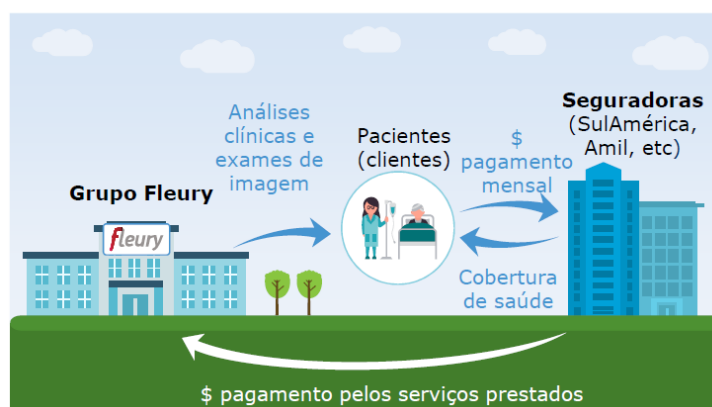 Análises
clínicas e
exames de
imagem
Pacientes
(clientes)
$
pagamento
mensal
Seguradoras
(SulAmérica,
Amil, etc)
Grupo Fleury
fleury
Cobertura
de saúde
$ pagamento pelos serviços prestados